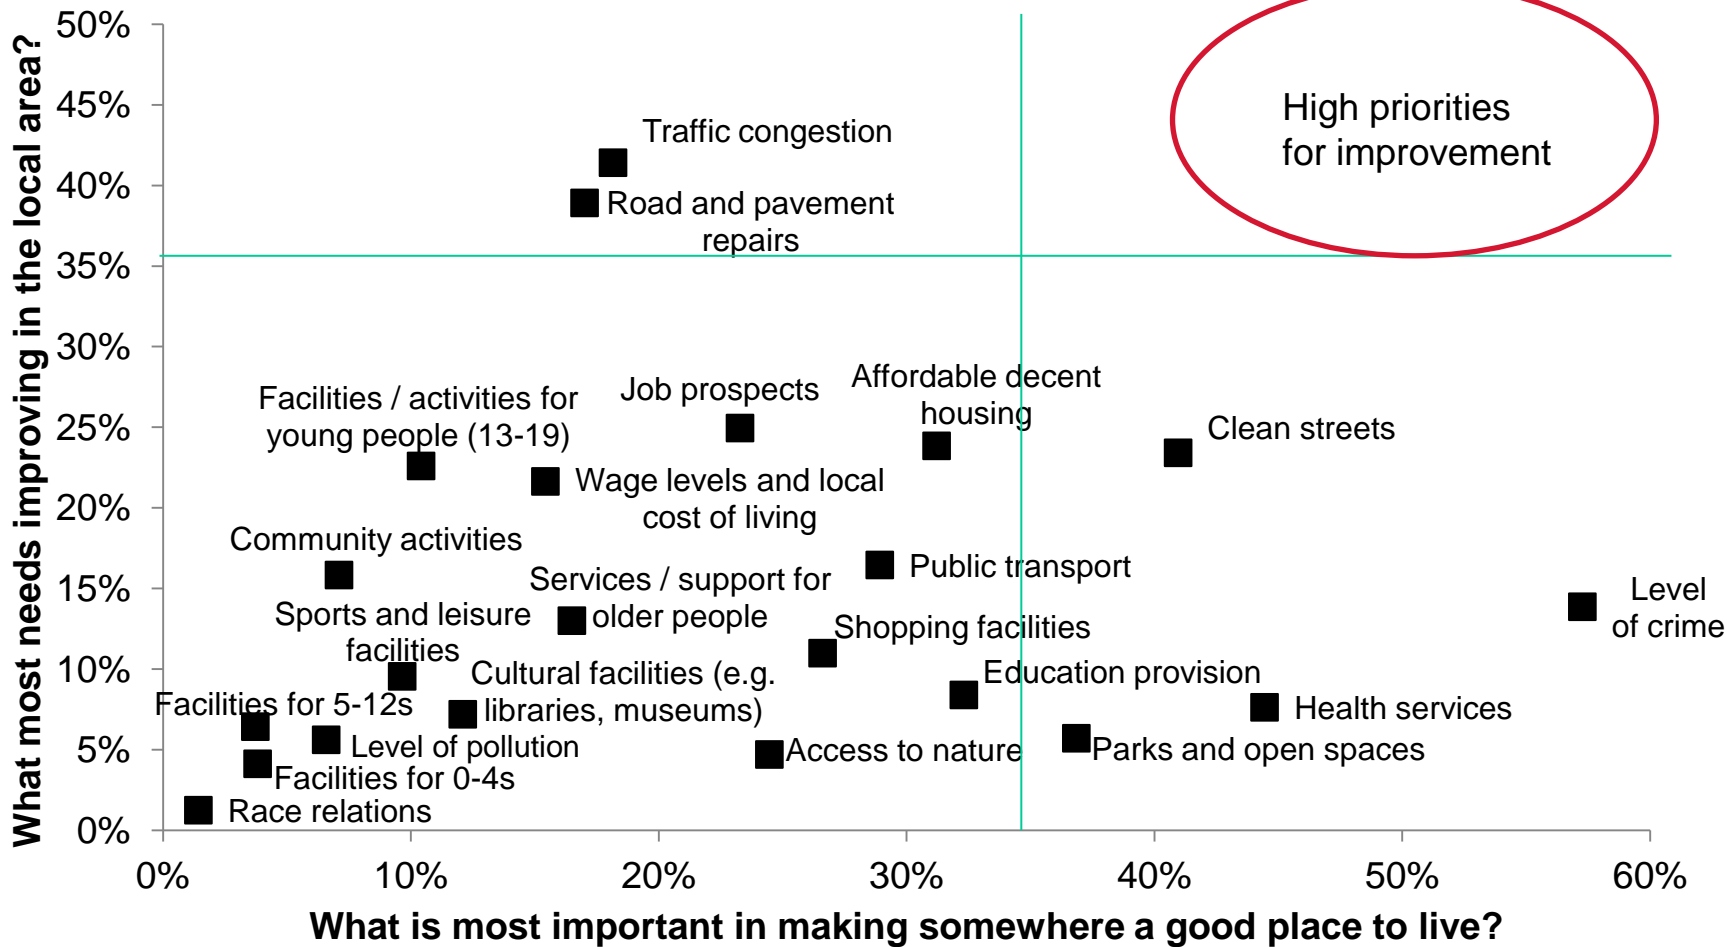 What most needs improving in the local area?
50%
45%
40%
35%
30%
25%
20%
15%
10%
5%
0%
High priorities
for improvement
Traffic congestion
Road and pavement
repairs
Affordable decent
housing
Job prospects
Facilities / activities for
young people (13-19)
Clean streets
Wage levels and local
cost of living
Community activities
Public transport
Services / support for
older people
Level
of crime
Sports and leisure
facilities
Shopping facilities
Cultural facilities (e.g.
libraries, museums)
Education provision
Facilities for 5-12s
Health services
Level of pollution
Access to nature
Parks and open spaces
Facilities for 0-4s
Race relations
0%
10%
20%
30%
40%
50%
60%
What is most important in making somewhere a good place to live?